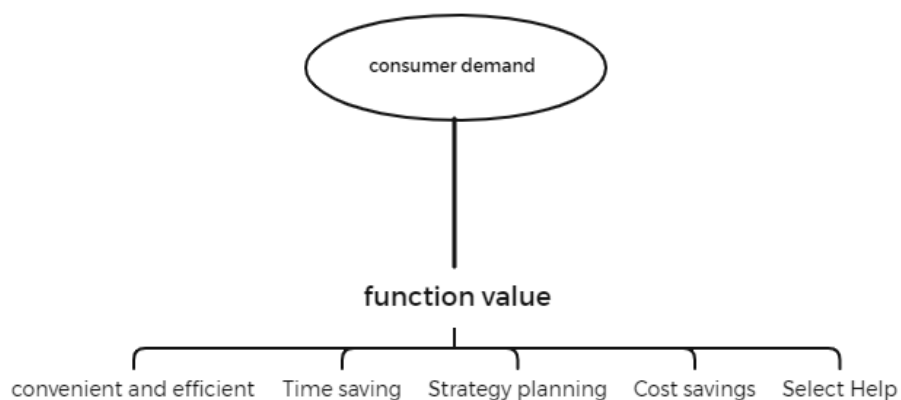 consumer demand
function value
convenient and efficient
Time saving
Strategy planning
Cost savings
Select Help